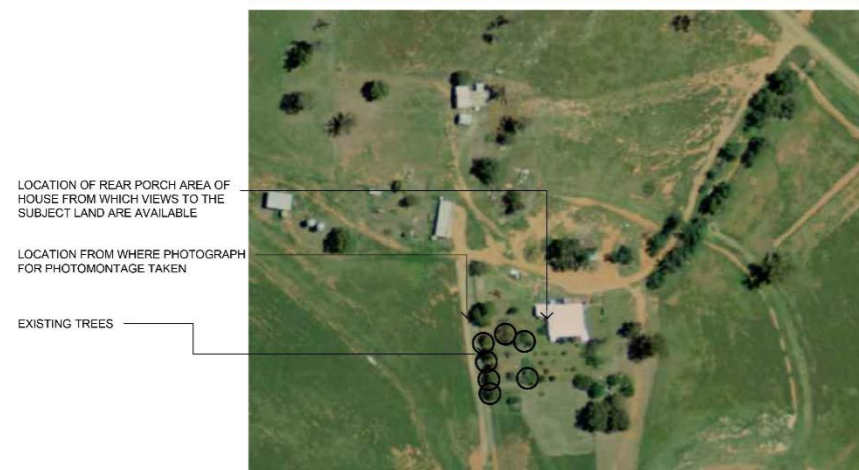 LOCATION OF REAR PORCH AREA OF
HOUSE FROM WHICH VIEWS TO THE
SUBJECT LAND ARE AVAILABLE
LOCATION FROM WHERE PHOTOGRAPH
FOR PHOTOMONTAGE TAKEN
EXISTING TREES